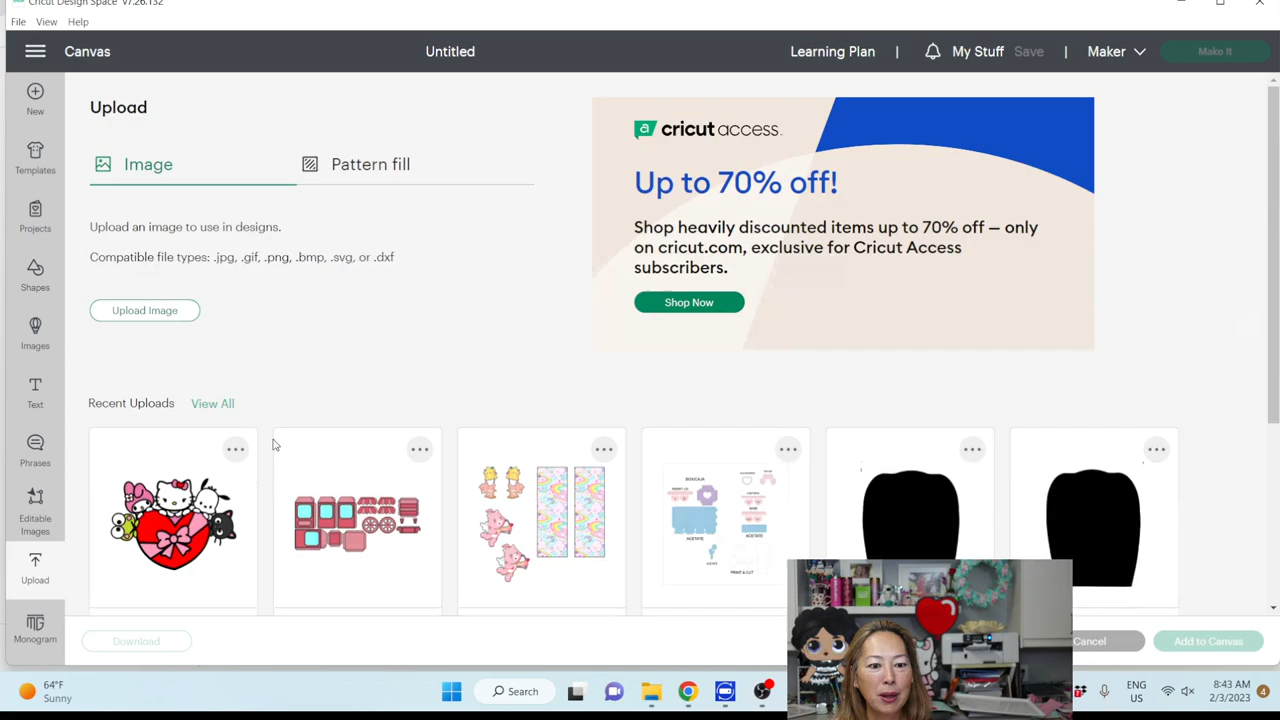 Cricut Design Space v7.26.132
File View Help
Canvas
Untitled
Learning Plan | My Stuff Save | Maker Make It
New
Templates
Projects
Shapes
Images
Text
Phrases
Editable
Images
Upload
Monogram
Upload
Image
Pattern fill
Upload an image to use in designs.
Compatible file types: .jpg, .gif, .png, .bmp, .svg, or .dxf
Upload Image
a cricut access.
Up to 70% off!
Shop heavily discounted items up to 70% off — only
on cricut.com, exclusive for Cricut Access
subscribers.
Shop Now
Recent Uploads View All
ACETATE
PRINT & CUT
Download
Cancel
Add to Canvas
64°F
Sunny
Search
ENG
US
8:43 AM
2/3/2023
4